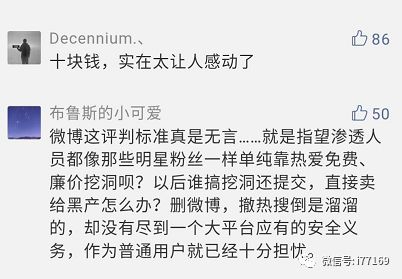 Decennium.、
86
十块钱，实在太让人感动了
布鲁斯的小可爱
50
微博这评判标准真是无言……就是指望渗透人
员都像那些明星粉丝一样单纯靠热爱免费、
廉价挖洞呗？以后谁搞挖洞还提交，直接卖
给黑产怎么办？删微博，撤热搜倒是溜溜
的，却没有尽到一个大平台应有的安全义
务，作为普通用户就已经十分担忧。
微信号: i77169